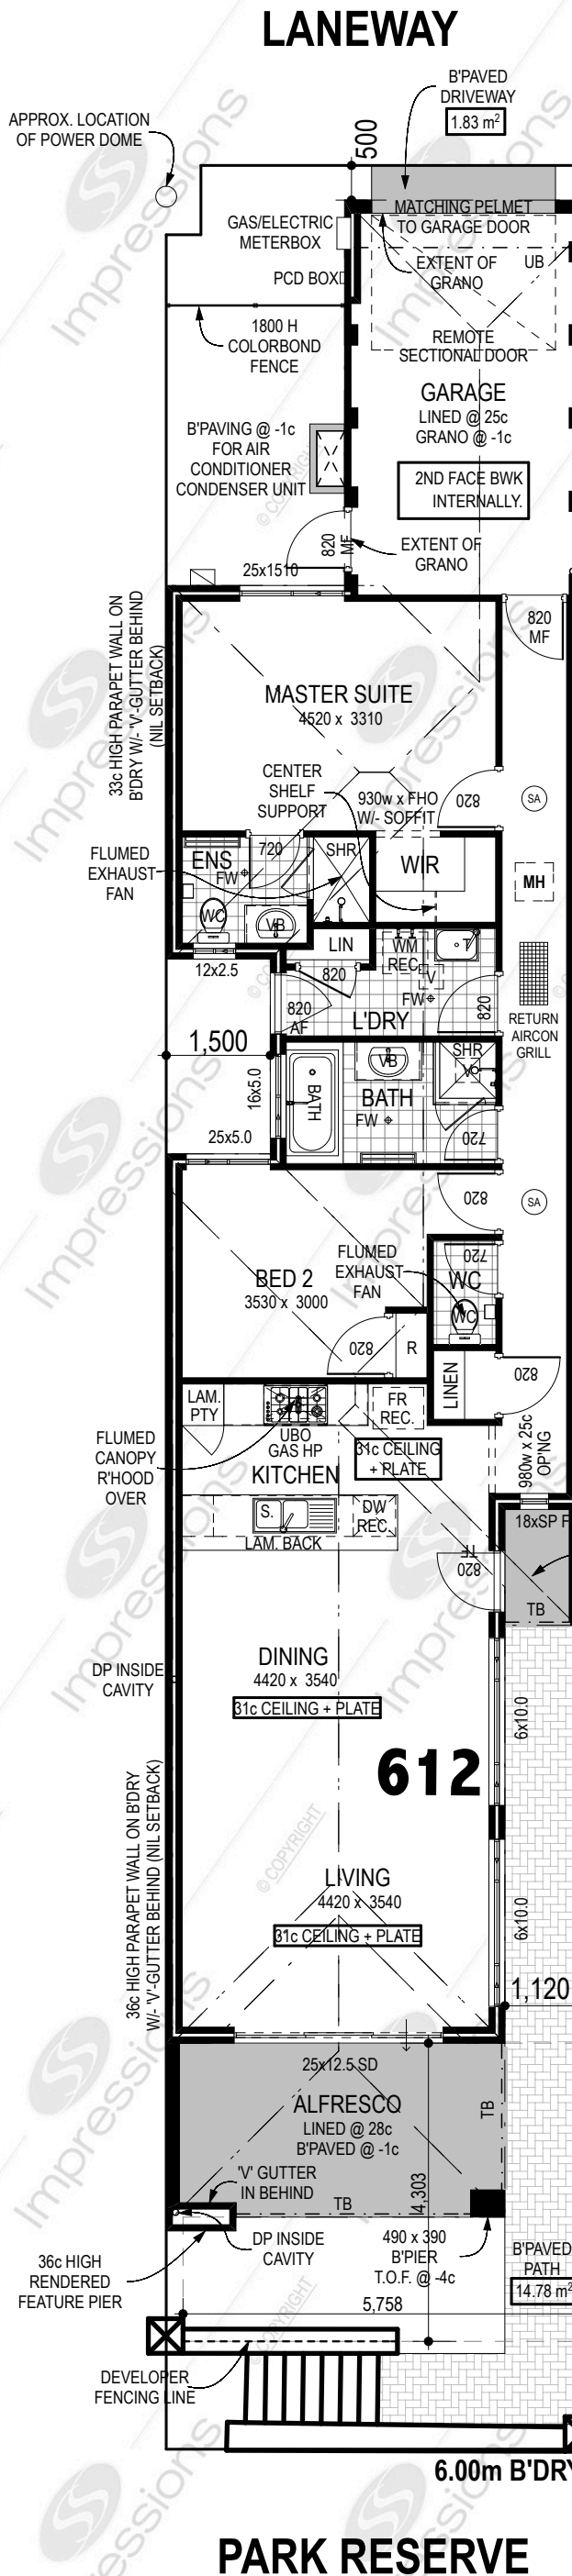 LANEWAY
B'PAVED
DRIVEWAY
1.83 m²
APPROX. LOCATION
OF POWER DOME
500
MATCHING PELMET
TO GARAGE DOOR
GAS/ELECTRIC
METERBOX
EXTENT OF
GRANO
UB
PCD BOX
1800 H
COLORBOND
FENCE
REMOTE
SECTIONAL DOOR
GARAGE
LINED @ 25c
GRANO @ -1c
B'PAVING @ -1c
FOR AIR
CONDITIONER
CONDENSER UNIT
2ND FACE BWK
INTERNALLY.
820
MF
EXTENT OF
GRANO
25x1510
33c HIGH PARAPET WALL ON
B'DRY W/- 'V'-GUTTER BEHIND
(NIL SETBACK)
820
MF
MASTER SUITE
4520 x 3310
CENTER
SHELF
SUPPORT
930w x FHO
W/- SOFFIT
820
SA
FLUMED
EXHAUST
FAN
ENS
FW
720
SHR
WIR
MH
WC
VB
LIN
820
WM
REC
T
V
12x2.5
820
AF
L'DRY
FW
820
RETURN
AIRCON
GRILL
1,500
16x5.0
BATH
VB
BATH
FW
SHR
V
720
25x5.0
820
SA
BED 2
3530 x 3000
FLUMED
EXHAUST
FAN
720
WC
WC
820
R
LINEN
820
LAM.
PTY
FR
REC.
FLUMED
CANOPY
R'HOOD
OVER
UBO
GAS HP
31c CEILING
+ PLATE
980w x 25c
OP'NG
KITCHEN
S.
DW
REC.
LAM. BACK
18xSP F
820
TF
TB
DINING
4420 x 3540
31c CEILING + PLATE
DP INSIDE
CAVITY
6x10.0
612
36c HIGH PARAPET WALL ON B'DRY
W/- 'V'-GUTTER BEHIND (NIL SETBACK)
© COPYRIGHT
LIVING
4420 x 3540
31c CEILING + PLATE
6x10.0
1,120
25x12.5 SD
ALFRESCO
LINED @ 28c
B'PAVED @ -1c
TB
'V' GUTTER
IN BEHIND
TB
4,303
DP INSIDE
CAVITY
490 x 390
B'PIER
T.O.F. @ -4c
36c HIGH
RENDERED
FEATURE PIER
B'PAVED
PATH
14.78 m²
5,758
DEVELOPER
FENCING LINE
6.00m B'DRY
PARK RESERVE
Impressions